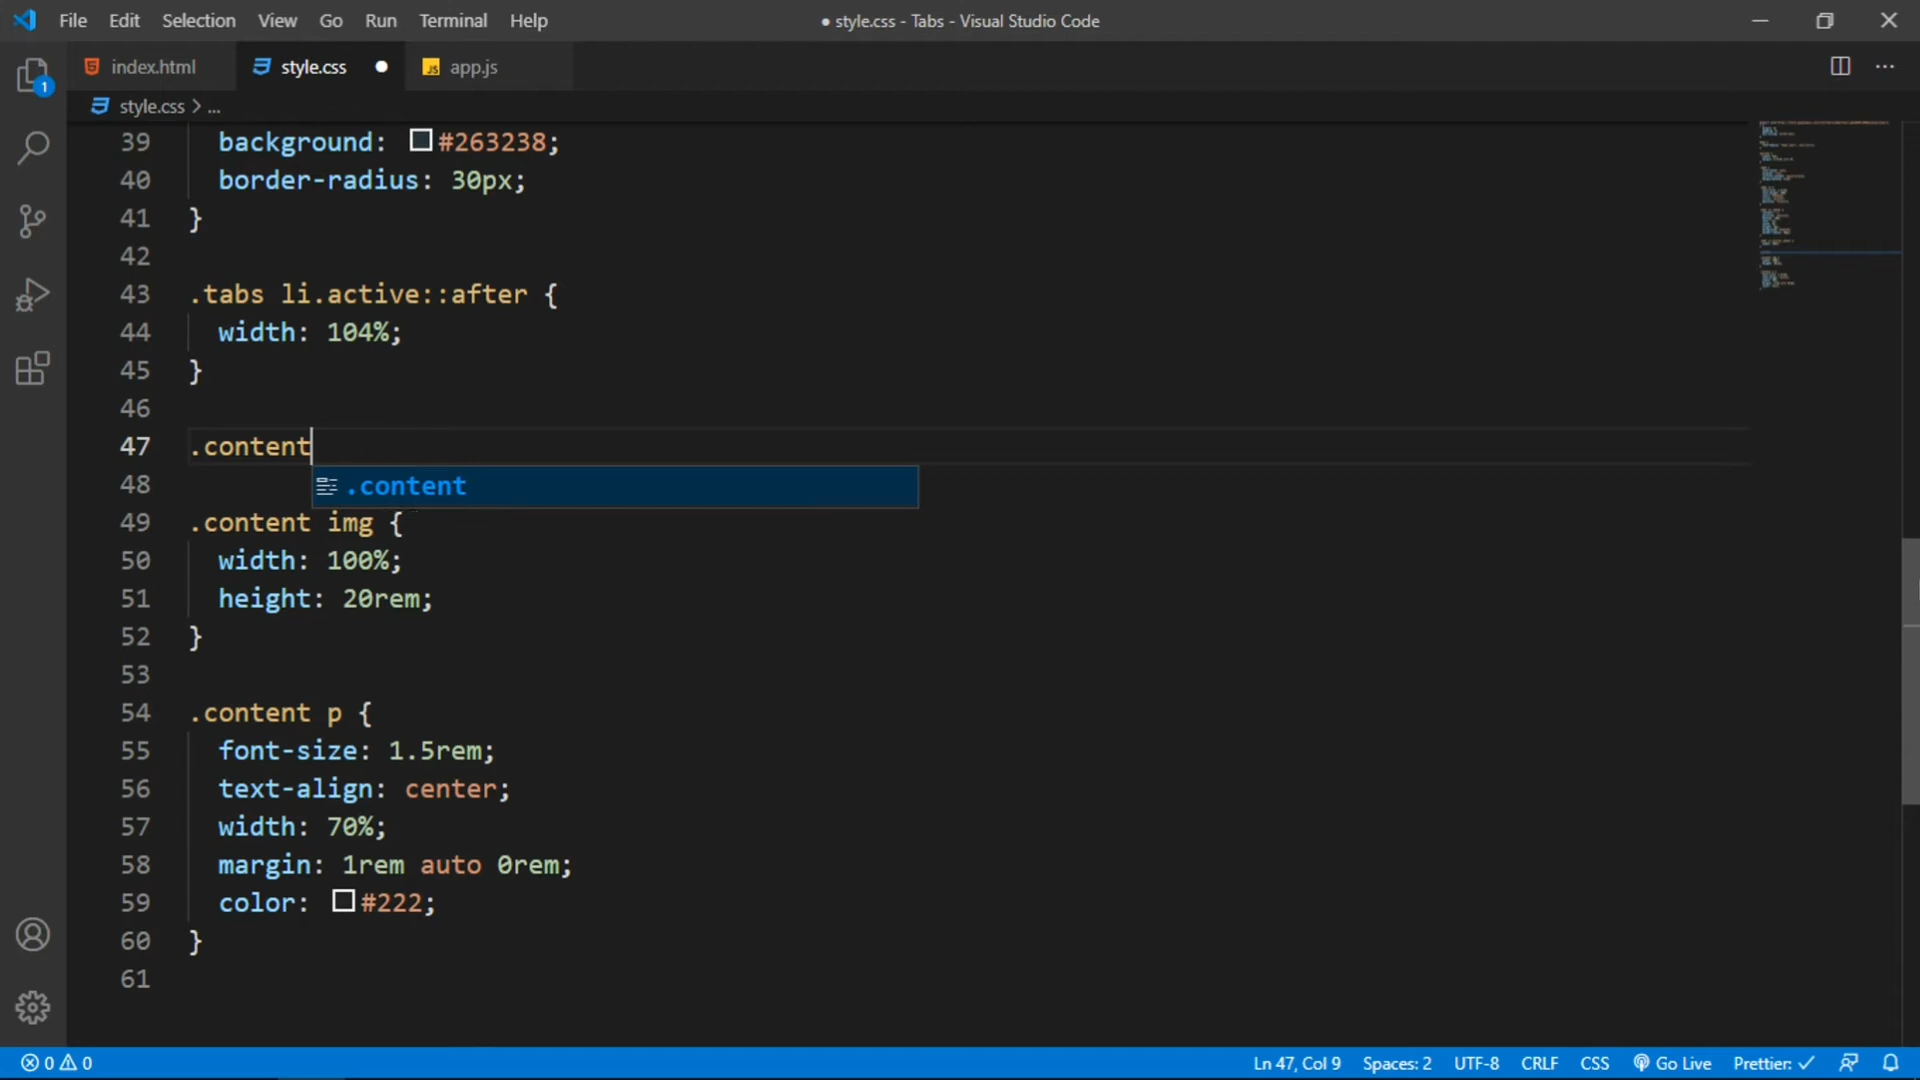 File Edit Selection View Go Run Terminal Help ● style.css - Tabs - Visual Studio Code
index.html style.css ● JS app.js
1
style.css > ...
39 background: #263238;
40 border-radius: 30px;
41 }
42
43 .tabs li.active::after {
44 width: 104%;
45 }
46
47 .content
48 .content
49 .content img {
50 width: 100%;
51 height: 20rem;
52 }
53
54 .content p {
55 font-size: 1.5rem;
56 text-align: center;
57 width: 70%;
58 margin: 1rem auto 0rem;
59 color: #222;
60 }
61
0 0 Ln 47, Col 9 Spaces: 2 UTF-8 CRLF CSS Go Live Prettier: ✓